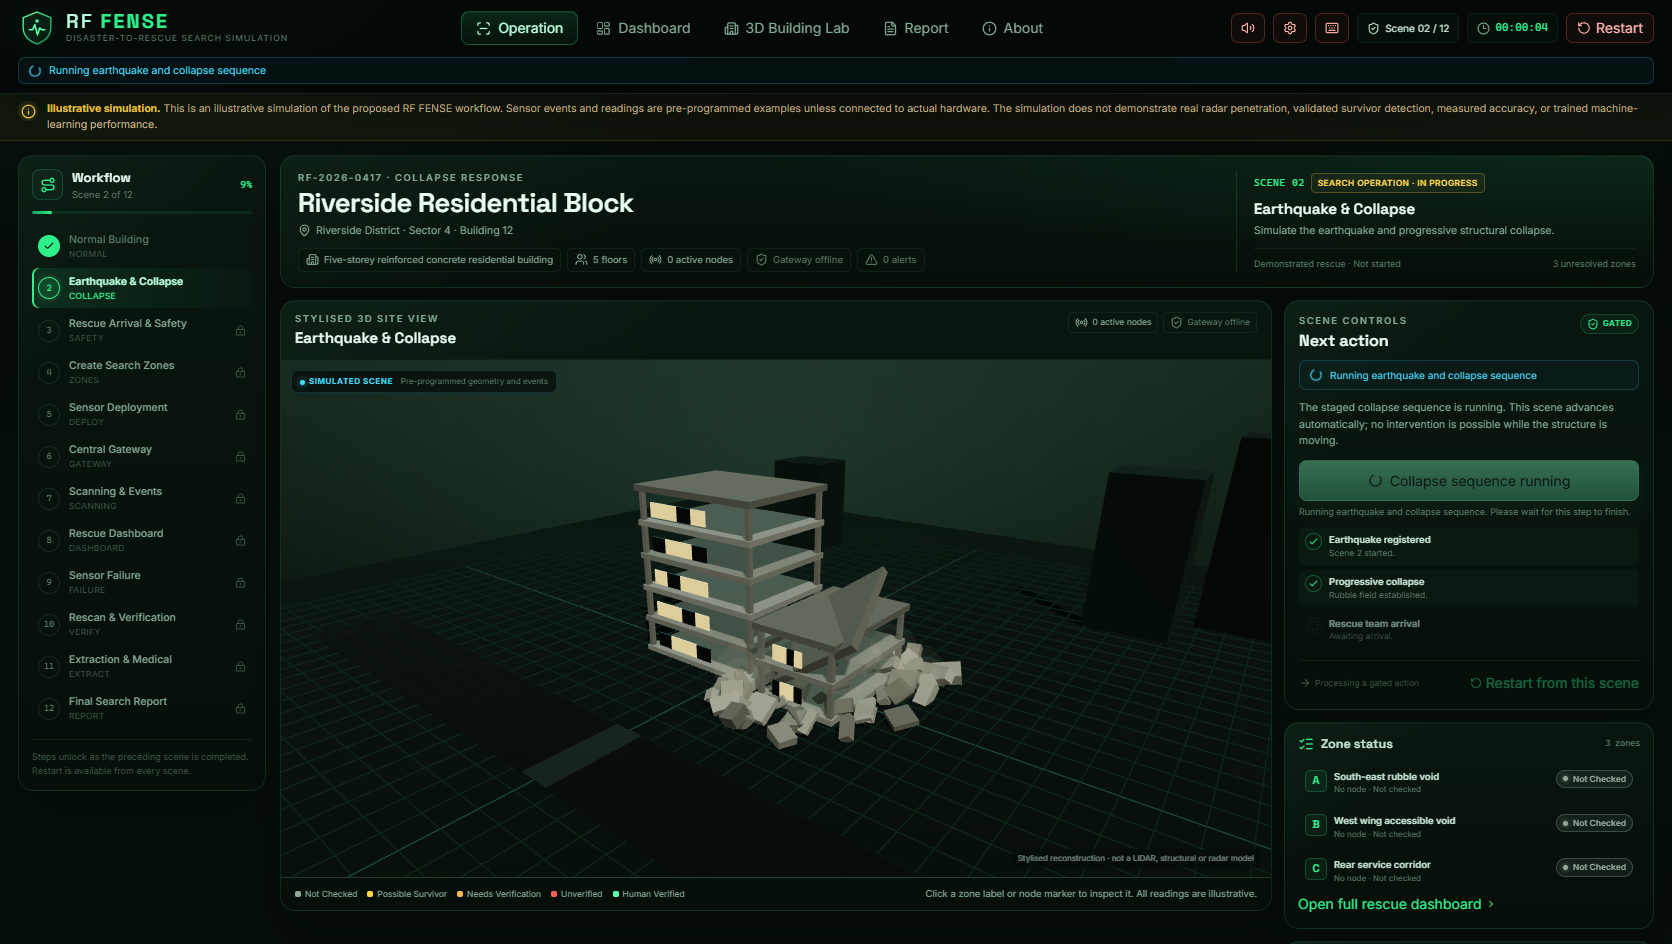 RF FENSE
DISASTER-TO-RESCUE SEARCH SIMULATION
Operation
Dashboard
3D Building Lab
Report
About
Scene 02 / 12
00:00:04
Restart
Running earthquake and collapse sequence
Illustrative simulation. This is an illustrative simulation of the proposed RF FENSE workflow. Sensor events and readings are pre-programmed examples unless connected to actual hardware. The simulation does not demonstrate real radar penetration, validated survivor detection, measured accuracy, or trained machine-
learning performance.
Workflow
Scene 2 of 12
9%
Normal Building
NORMAL
2
Earthquake & Collapse
COLLAPSE
3
Rescue Arrival & Safety
SAFETY
4
Create Search Zones
ZONES
5
Sensor Deployment
DEPLOY
6
Central Gateway
GATEWAY
7
Scanning & Events
SCANNING
8
Rescue Dashboard
DASHBOARD
9
Sensor Failure
FAILURE
10
Rescan & Verification
VERIFY
11
Extraction & Medical
EXTRACT
12
Final Search Report
REPORT
Steps unlock as the preceding scene is completed.
Restart is available from every scene.
RF-2026-0417 · COLLAPSE RESPONSE
Riverside Residential Block
Riverside District · Sector 4 · Building 12
Five-storey reinforced concrete residential building
5 floors
0 active nodes
Gateway offline
0 alerts
SCENE 02
SEARCH OPERATION · IN PROGRESS
Earthquake & Collapse
Simulate the earthquake and progressive structural collapse.
Demonstrated rescue · Not started
3 unresolved zones
STYLISED 3D SITE VIEW
Earthquake & Collapse
0 active nodes
Gateway offline
SIMULATED SCENE
Pre-programmed geometry and events
Stylised reconstruction · not a LIDAR, structural or radar model
Not Checked
Possible Survivor
Needs Verification
Unverified
Human Verified
Click a zone label or node marker to inspect it. All readings are illustrative.
SCENE CONTROLS
Next action
GATED
Running earthquake and collapse sequence
The staged collapse sequence is running. This scene advances
automatically; no intervention is possible while the structure is
moving.
Collapse sequence running
Running earthquake and collapse sequence. Please wait for this step to finish.
Earthquake registered
Scene 2 started.
Progressive collapse
Rubble field established.
Rescue team arrival
Awaiting arrival.
Processing a gated action
Restart from this scene
Zone status
3 zones
A
South-east rubble void
No node · Not checked
Not Checked
B
West wing accessible void
No node · Not checked
Not Checked
C
Rear service corridor
No node · Not checked
Not Checked
Open full rescue dashboard